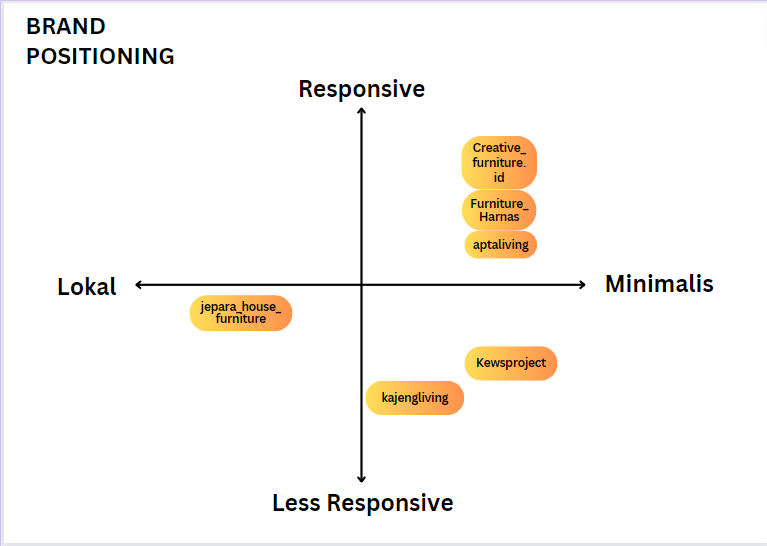 BRAND
POSITIONING
Responsive
Creative_
furniture.
id
Furniture_
Harnas
aptaliving
Lokal
Minimalis
jepara_house_
furniture
Kewsproject
kajengliving
Less Responsive